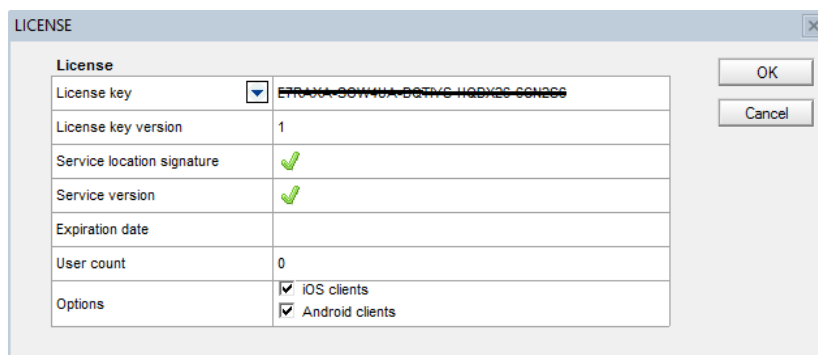 LICENSE
License
License key
License key version 1
Service location signature
Service version
Expiration date
User count 0
Options
iOS clients
Android clients
OK
Cancel